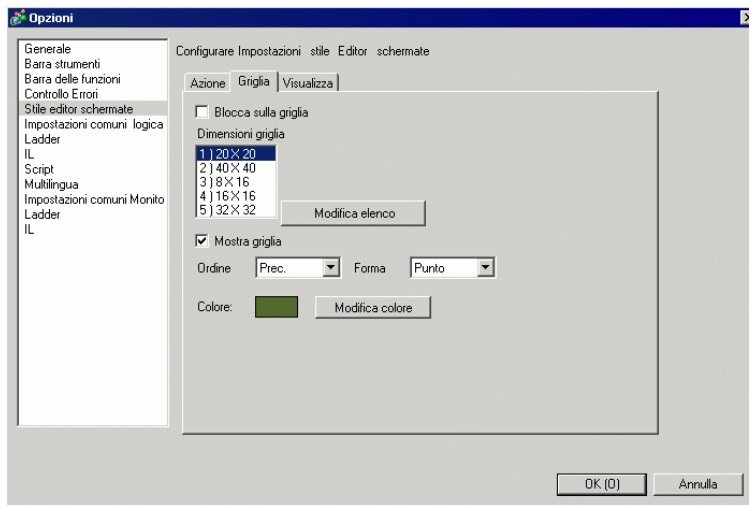 Opzioni
Generale
Barra strumenti
Barra delle funzioni
Controllo Errori
Stile editor schermate
Impostazioni comuni logica
Ladder
IL
Script
Multilingua
Impostazioni comuni Monito
Ladder
IL
Configurare Impostazioni stile Editor schermate
Azione Griglia Visualizza
Blocca sulla griglia
Dimensioni griglia
1 ) 20 X 20
2 ) 40 X 40
3 ) 8 X 16
4 ) 16 X 16
5 ) 32 X 32
Modifica elenco
Mostra griglia
Ordine Prec. Forma Punto
Colore: Modifica colore
OK (O) Annulla